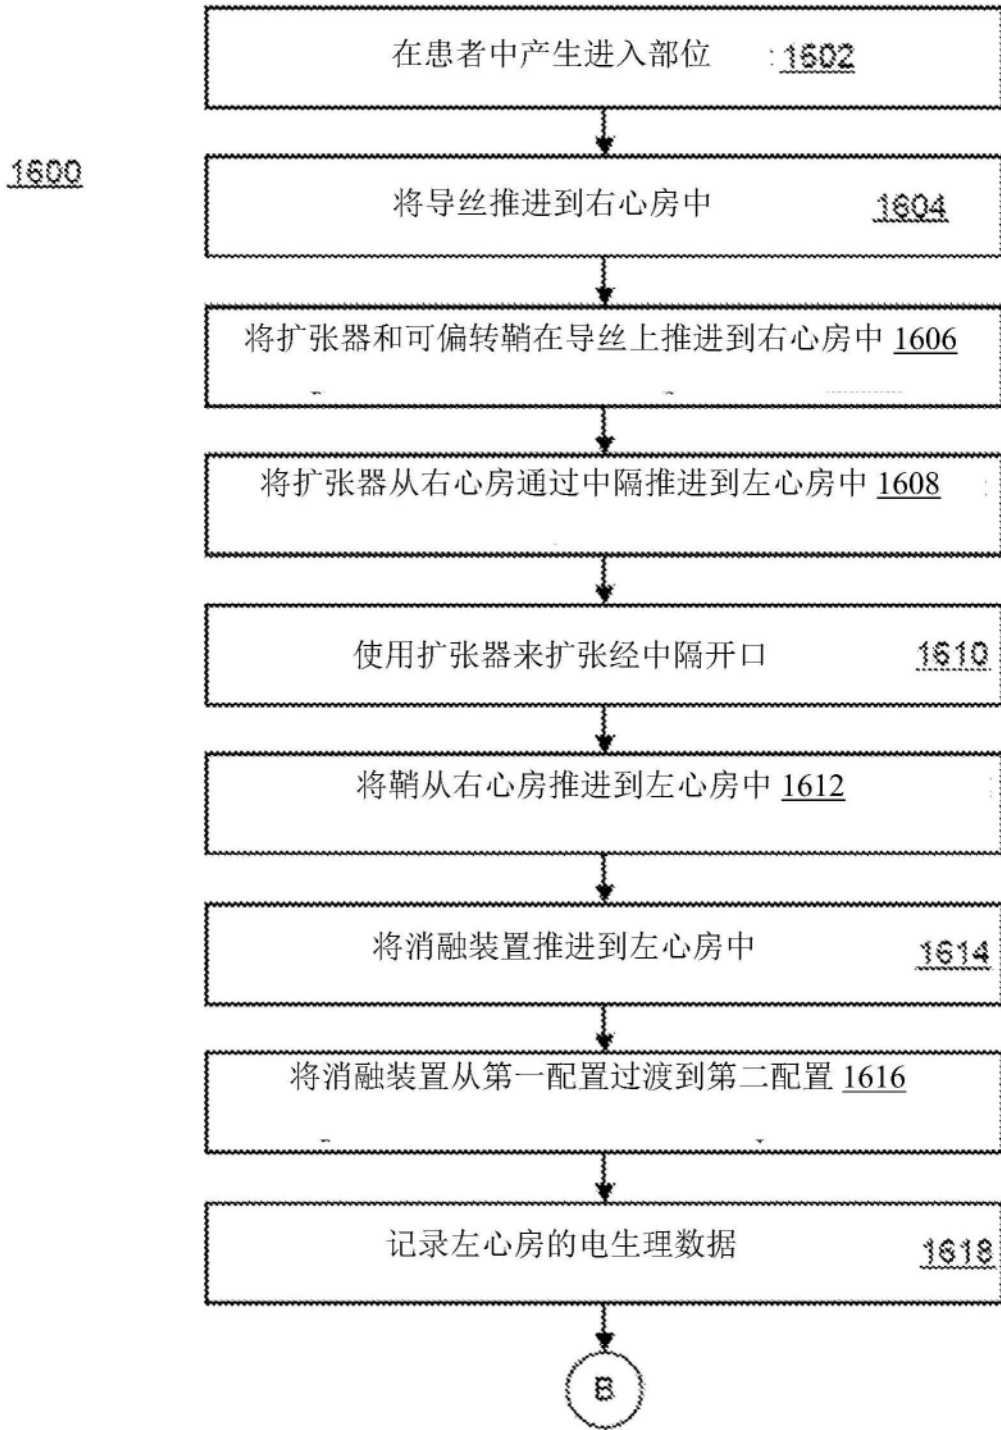 在患者中产生进入部位 1602
1600
将导丝推进到右心房中 1604
将扩张器和可偏转鞘在导丝上推进到右心房中 1606
将扩张器从右心房通过中隔推进到左心房中 1608
使用扩张器来扩张经中隔开口 1610
将鞘从右心房推进到左心房中 1612
将消融装置推进到左心房中 1614
将消融装置从第一配置过渡到第二配置 1616
记录左心房的电生理数据 1618
B